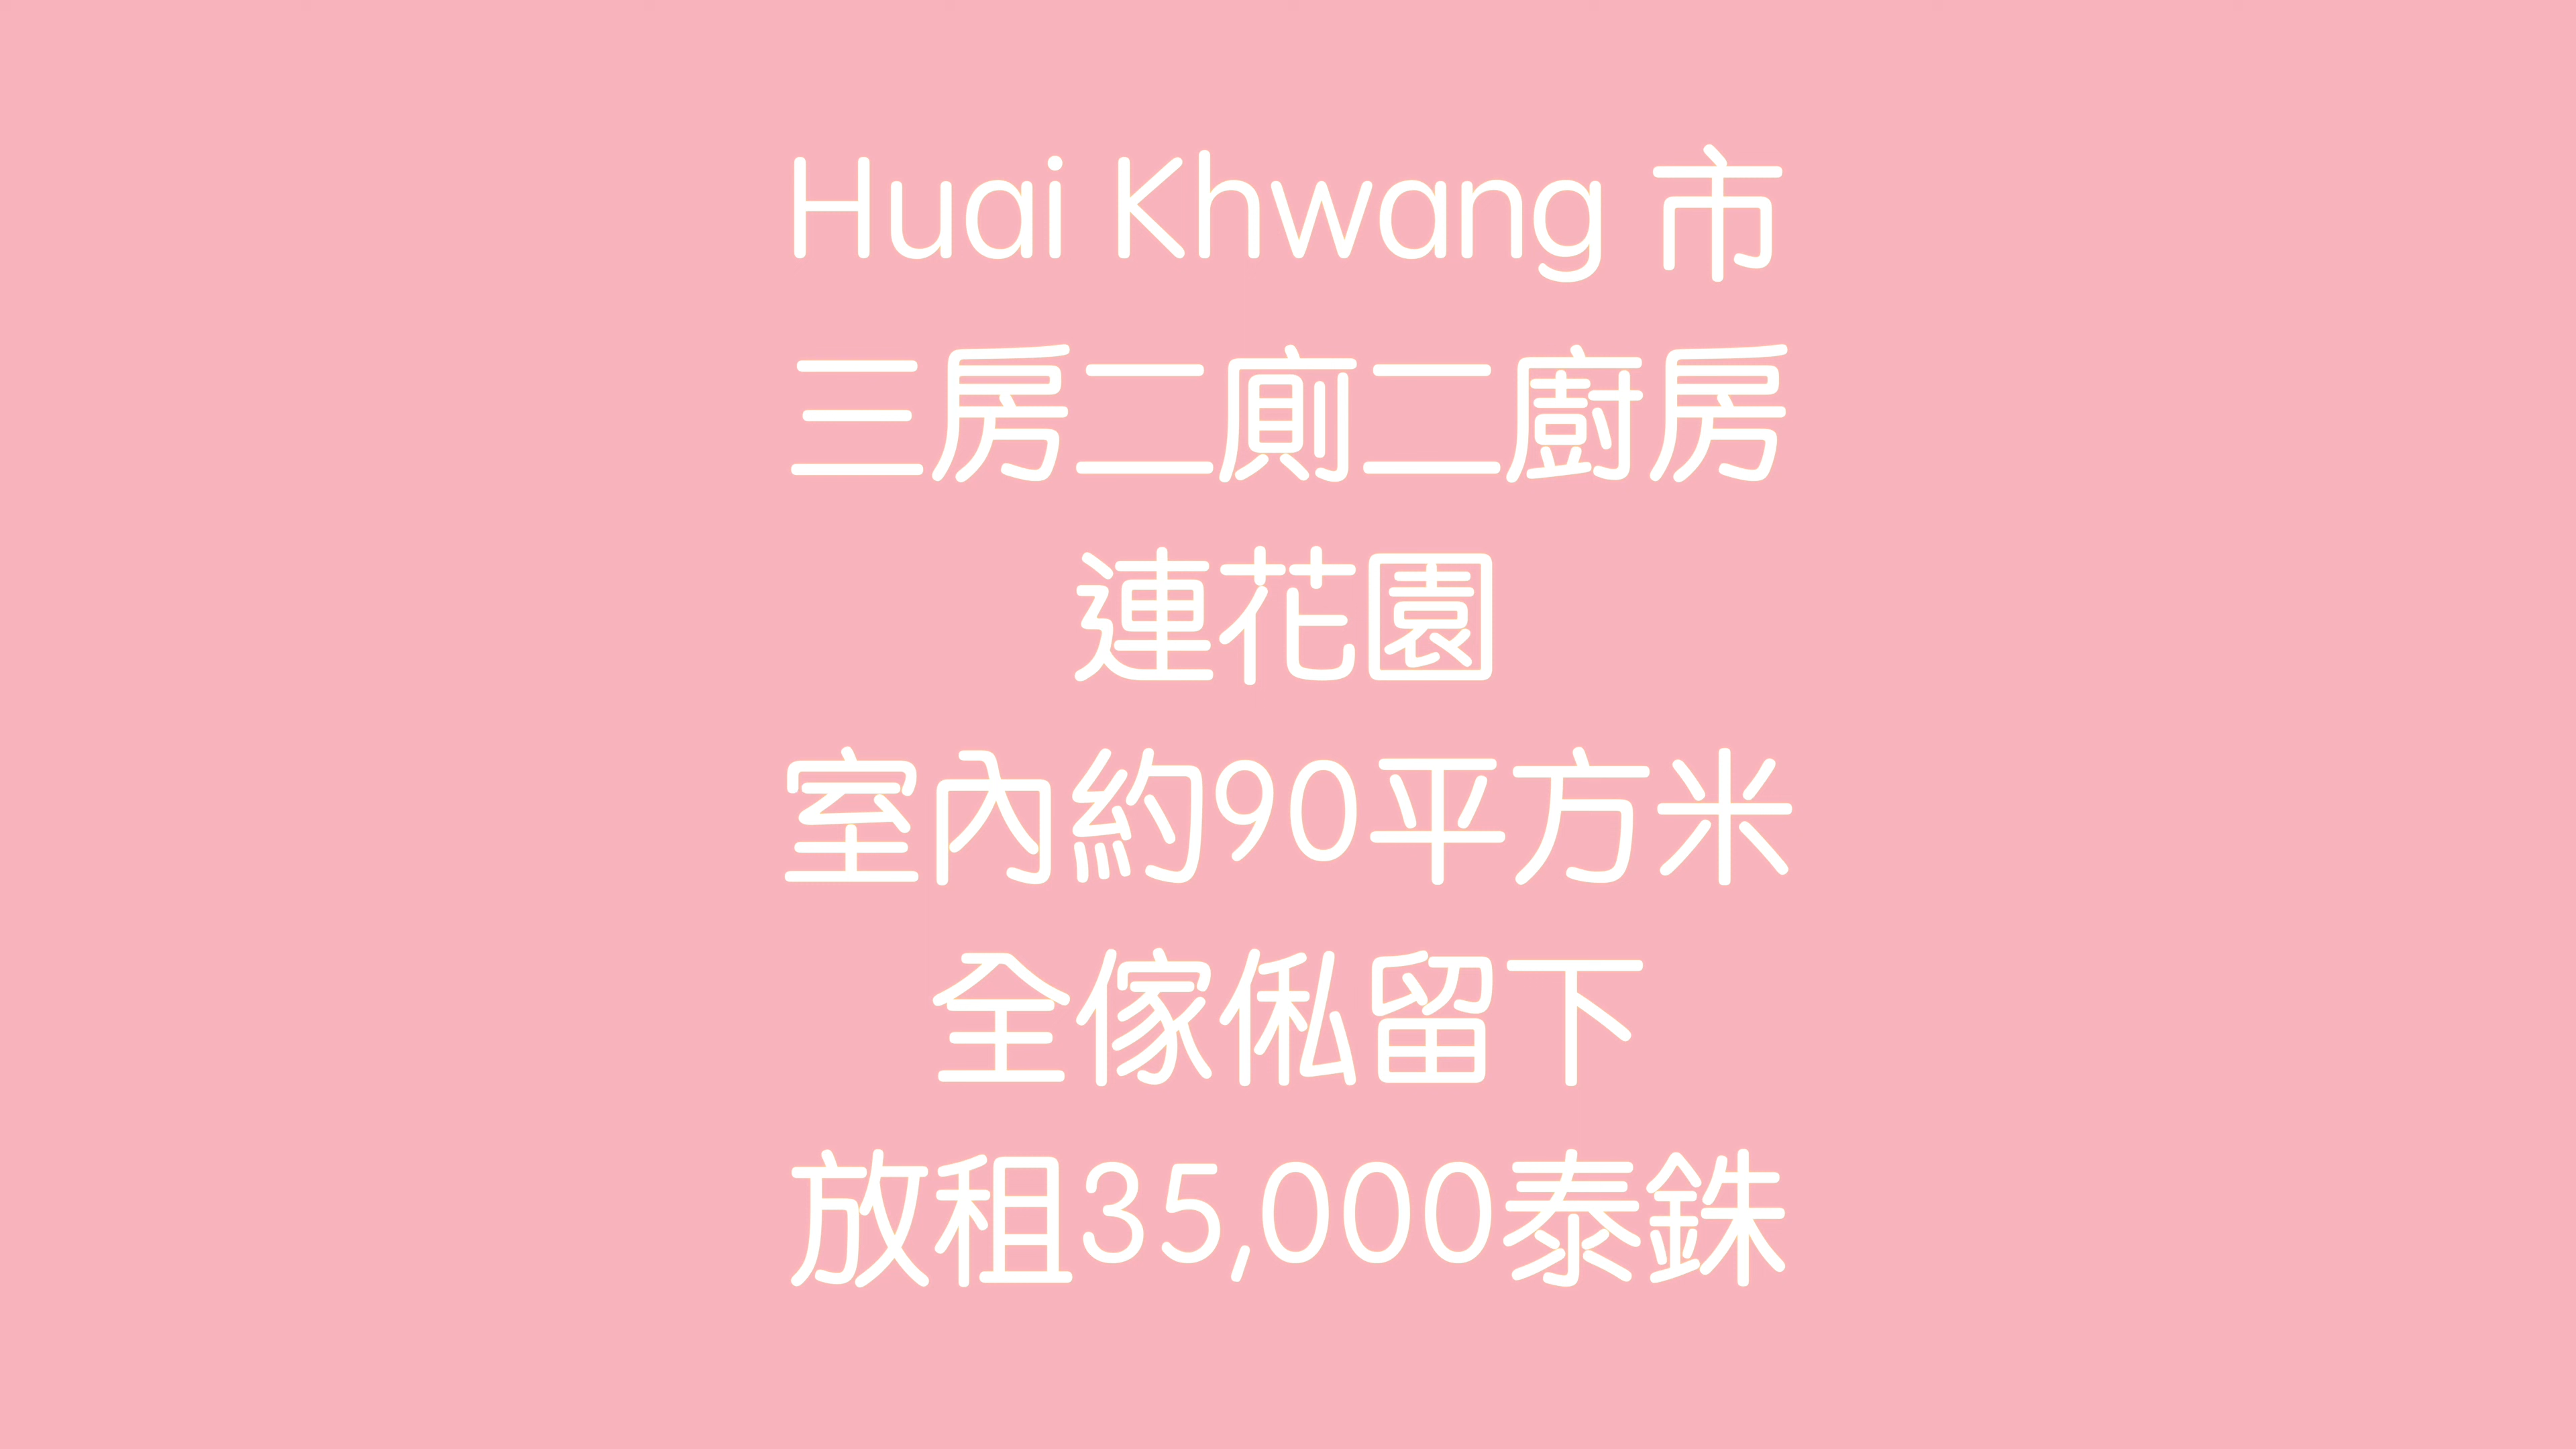 Huai Khwang 市
三房二廁二廚房
連花園
室內約90平方米
全傢俬留下
放租35,000泰銖